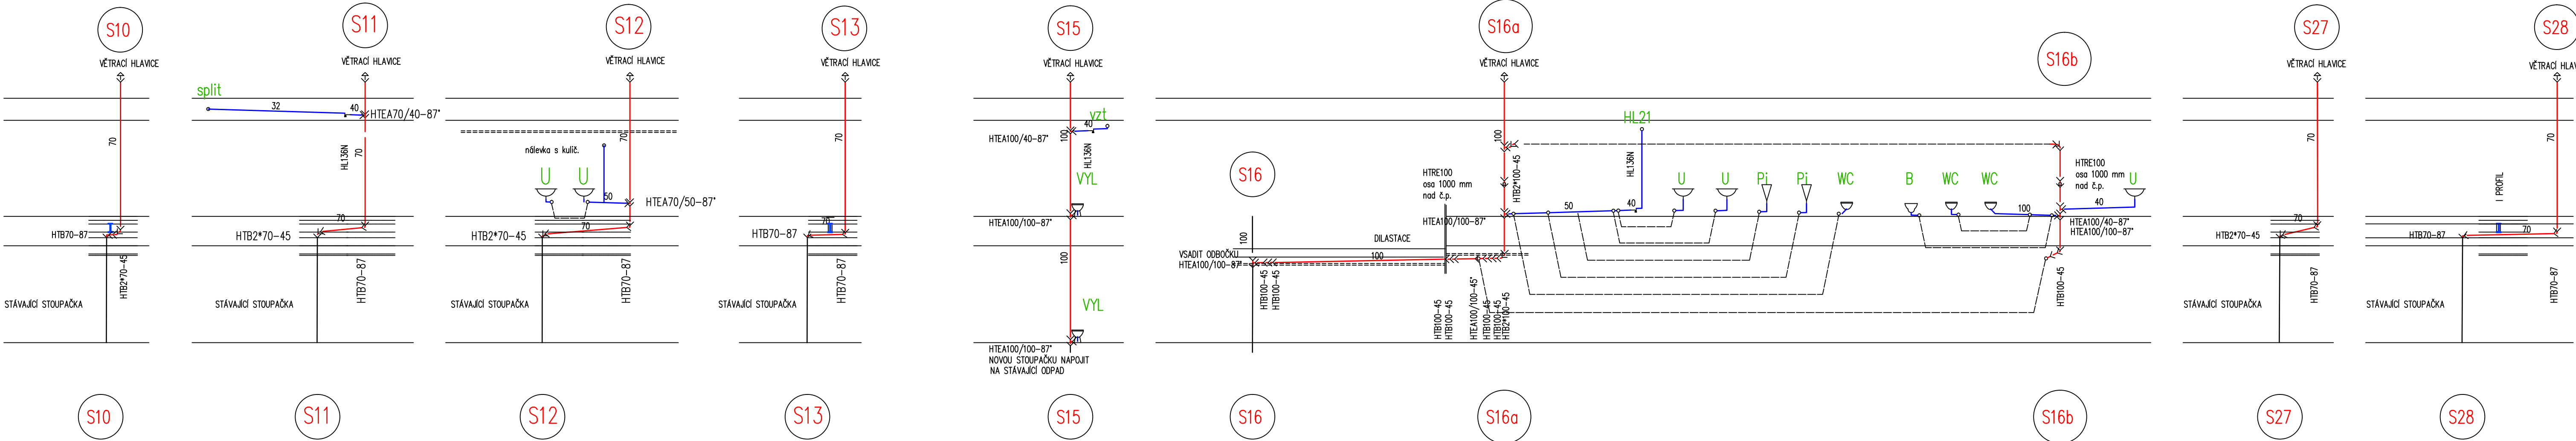 S10
VĚTRACÍ HLAVICE
70
HTB70-87
HTB2*70-45
STÁVAJÍCÍ STOUPAČKA
S10
S11
VĚTRACÍ HLAVICE
split
32
40
HTEA70/40-87°
HL136N
70
70
HTB2*70-45
HTB70-87
STÁVAJÍCÍ STOUPAČKA
S11
S12
VĚTRACÍ HLAVICE
70
nálevka s kulič.
U
U
50
HTEA70/50-87°
70
HTB2*70-45
HTB70-87
STÁVAJÍCÍ STOUPAČKA
S12
S13
VĚTRACÍ HLAVICE
70
70
HTB70-87
HTB70-87
STÁVAJÍCÍ STOUPAČKA
S13
S15
VĚTRACÍ HLAVICE
vzt
40
HTEA100/40-87°
100
HL136N
VYL
HTEA100/100-87°
100
VYL
HTEA100/100-87°
NOVOU STOUPAČKU NAPOJIT
NA STÁVAJÍCÍ ODPAD
S15
S16
100
VSADIT ODBOČKU
HTEA100/100-87°
HTB100-45
HTB100-45
100
DILASTACE
S16
S16a
VĚTRACÍ HLAVICE
100
HTRE100
osa 1000 mm
nad č.p.
HTB2*100-45
HTEA100/100-87°
HTB100-45
HTB100-45
HTEA100/100-45°
HTB100-45
HTB100-45
HTB2*100-45
50
40
HL21
HL136N
U
U
Pi
Pi
WC
B
WC
WC
100
S16a
S16b
HTRE100
osa 1000 mm
nad č.p.
U
40
HTEA100/40-87°
HTEA100/100-87°
HTB100-45
S16b
S27
VĚTRACÍ HLAVICE
70
70
HTB2*70-45
HTB70-87
STÁVAJÍCÍ STOUPAČKA
S27
S28
VĚTRACÍ HLAV
70
I PROFIL
70
HTB70-87
HTB70-87
STÁVAJÍCÍ STOUPAČKA
S28